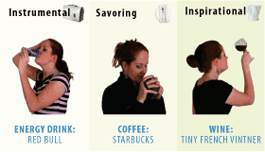 Instrumental
Savoring
Inspirational
ENERGY DRINK:
RED BULL
COFFEE:
STARBUCKS
WINE:
TINY FRENCH VINTNER